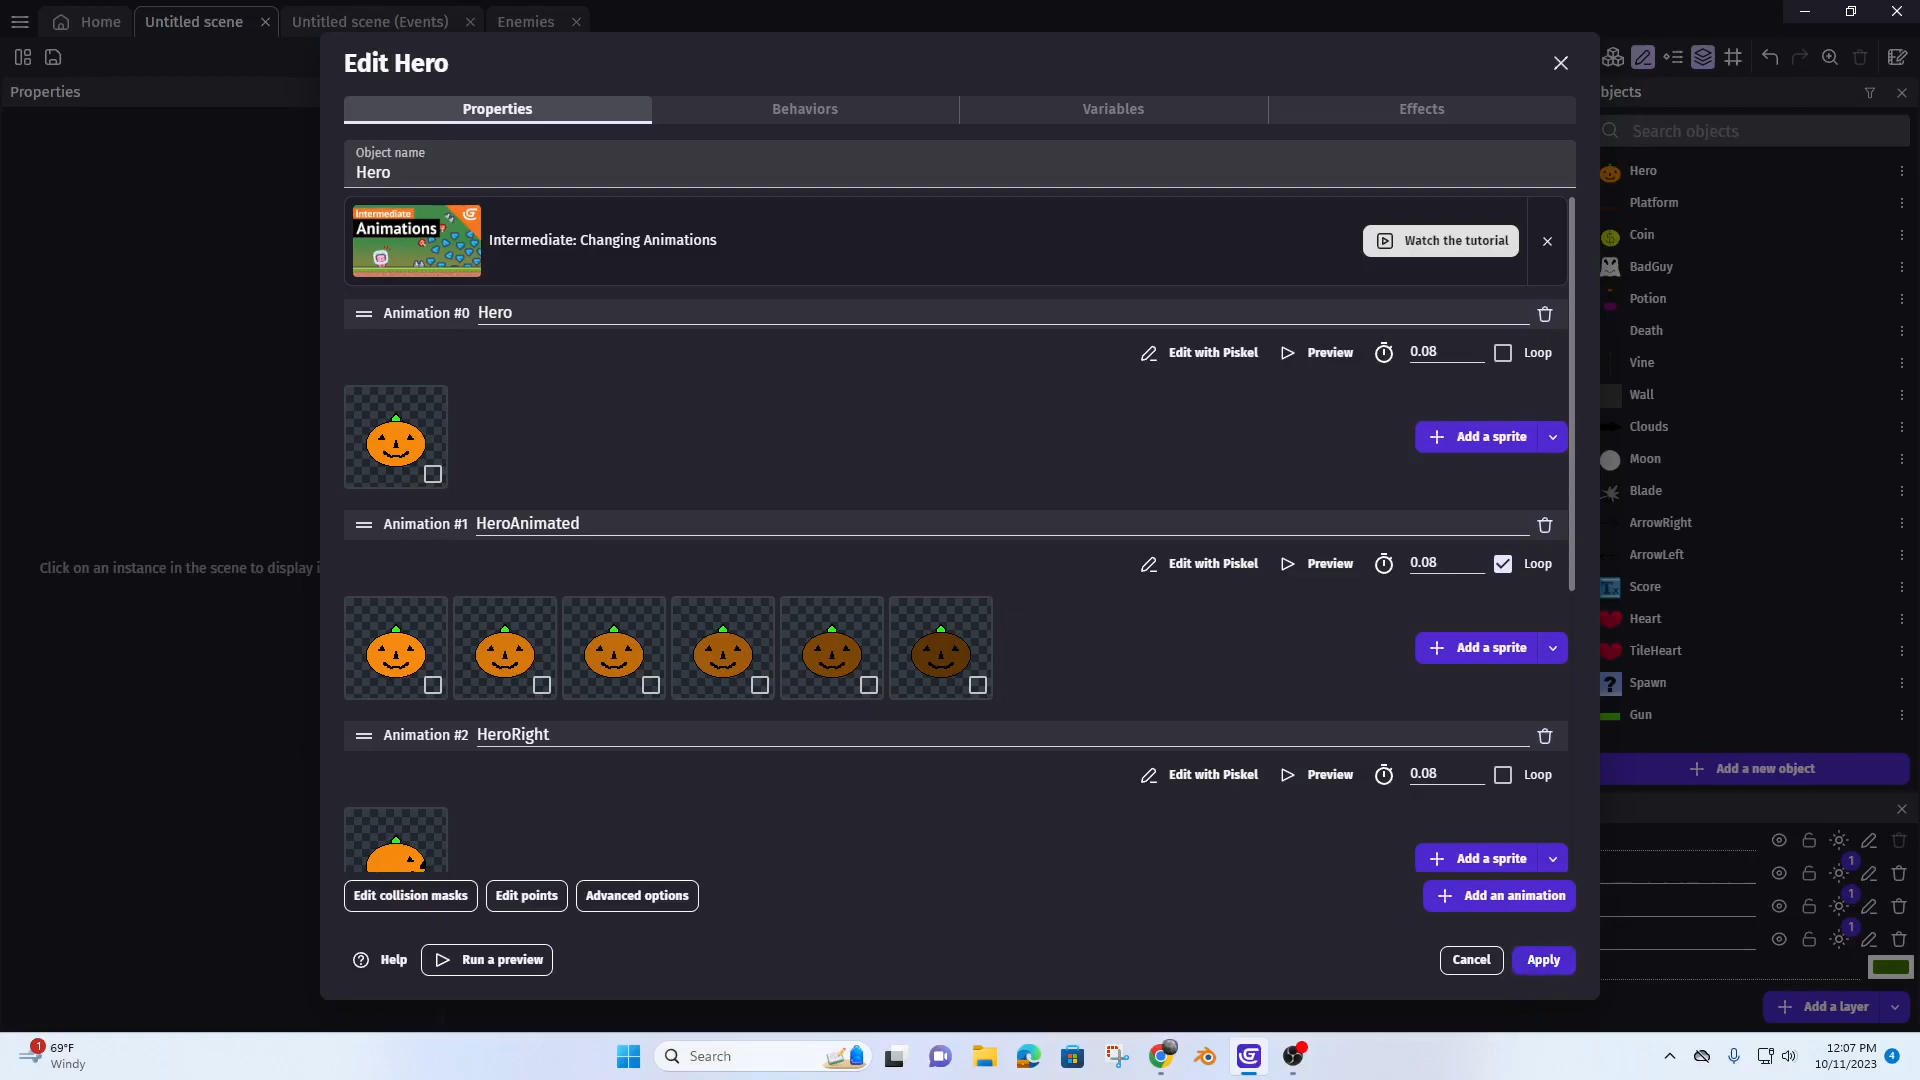 Home
Untitled scene
Untitled scene (Events)
Enemies
Properties
Click on an instance in the scene to display i
Edit Hero
Properties
Behaviors
Variables
Effects
Object name
Hero
Intermediate
Animations
Intermediate: Changing Animations
Watch the tutorial
Animation #0 Hero
Edit with Piskel Preview 0.08 Loop
Add a sprite
Animation #1 HeroAnimated
Edit with Piskel Preview 0.08 Loop
Add a sprite
Animation #2 HeroRight
Edit with Piskel Preview 0.08 Loop
Add a sprite
Edit collision masks
Edit points
Advanced options
Add an animation
Help
Run a preview
Cancel
Apply
bjects
Search objects
Hero
Platform
Coin
BadGuy
Potion
Death
Vine
Wall
Clouds
Moon
Blade
ArrowRight
ArrowLeft
Score
Heart
TileHeart
Spawn
Gun
Add a new object
1
1
1
Add a layer
1
69°F
Windy
Search
12:07 PM
10/11/2023
4